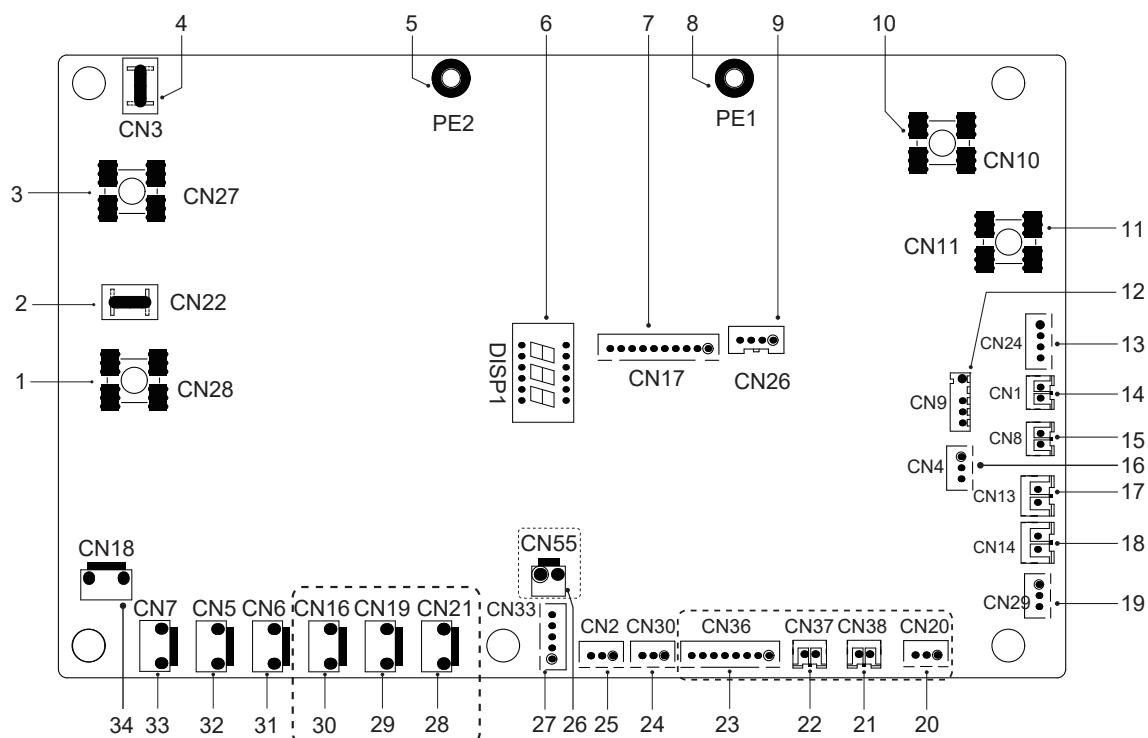 4 5 6 7 8 9 10
CN3 PE2 PE1
CN10
3 CN27
CN11 11
12
2 CN22
CN24 13
DISP1
CN17 CN26
1 CN28
CN9 CN1 14
CN8 15
CN4 16
CN13 17
CN14 18
CN18 CN55
CN29 19
CN7 CN5 CN6 CN16 CN19 CN21 CN33 CN2 CN30 CN36 CN37 CN38 CN20
34 33 32 31 30 29 28 27 26 25 24 23 22 21 20